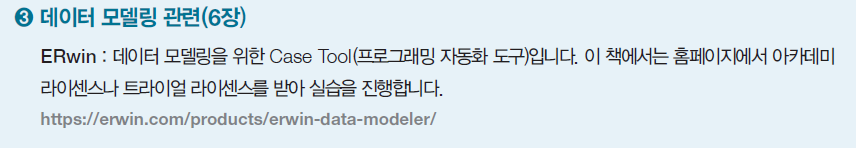 ❸ 데이터 모델링 관련(6장)
ERwin : 데이터 모델링을 위한 Case Tool(프로그래밍 자동화 도구)입니다. 이 책에서는 홈페이지에서 아카데미
라이센스나 트라이얼 라이센스를 받아 실습을 진행합니다.
https://erwin.com/products/erwin-data-modeler/